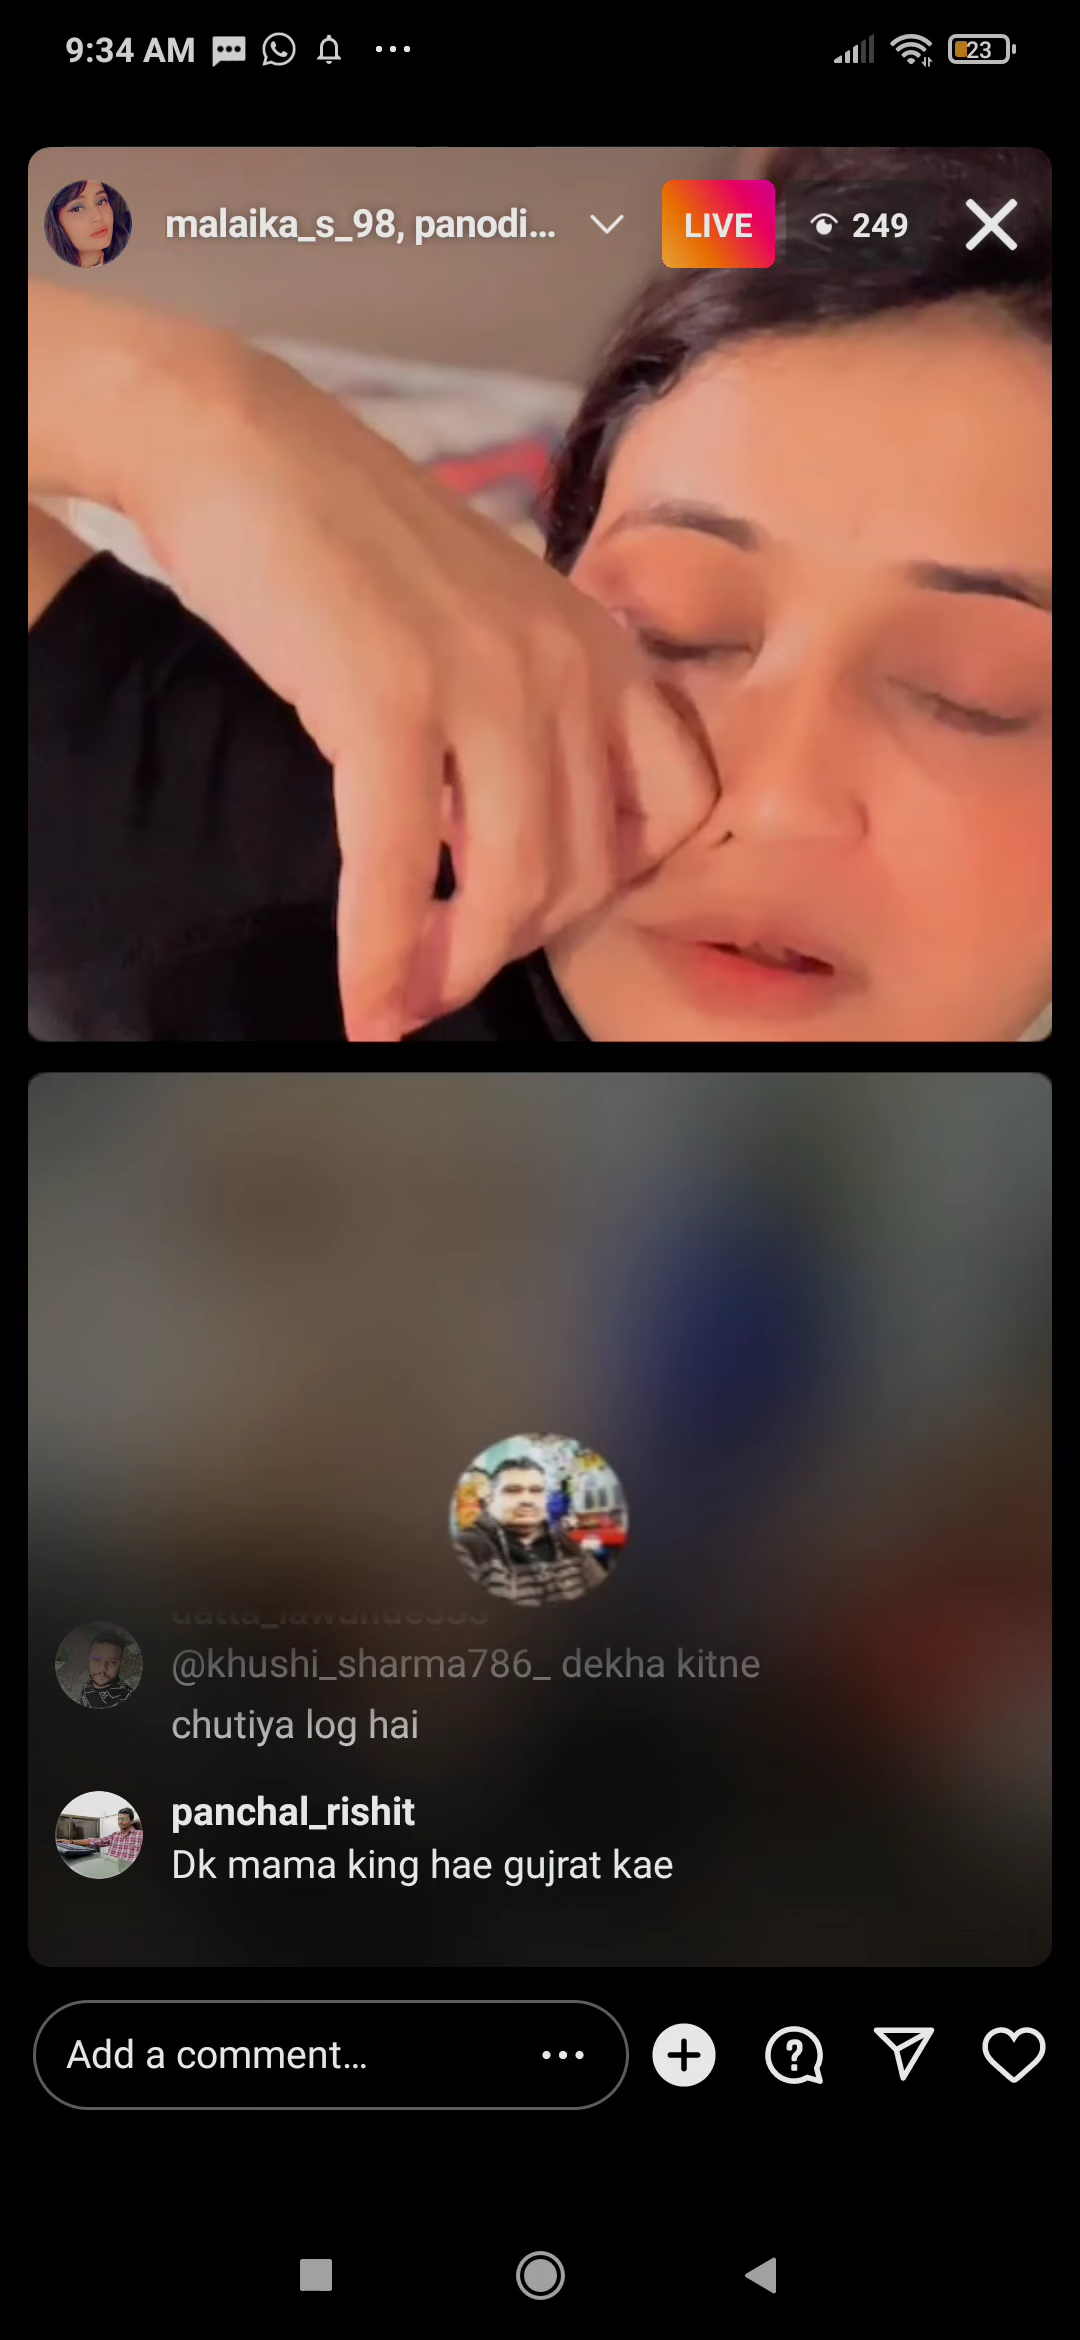 9:34 AM
23
malaika_s_98, panodi...
LIVE
249
@khushi_sharma786_ dekha kitne
chutiya log hai
panchal_rishit
Dk mama king hae gujrat kae
Add a comment...